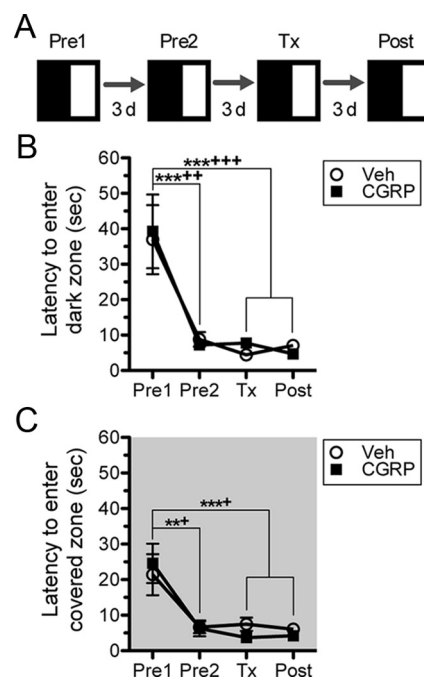 A
Pre1 Pre2 Tx Post
3 d 3 d 3 d
B
Latency to enter
dark zone (sec)
60
50
40
30
20
10
0
***+++
***++
Veh
CGRP
Pre1 Pre2 Tx Post
C
Latency to enter
covered zone (sec)
60
50
40
30
20
10
0
***+
**+
Veh
CGRP
Pre1 Pre2 Tx Post